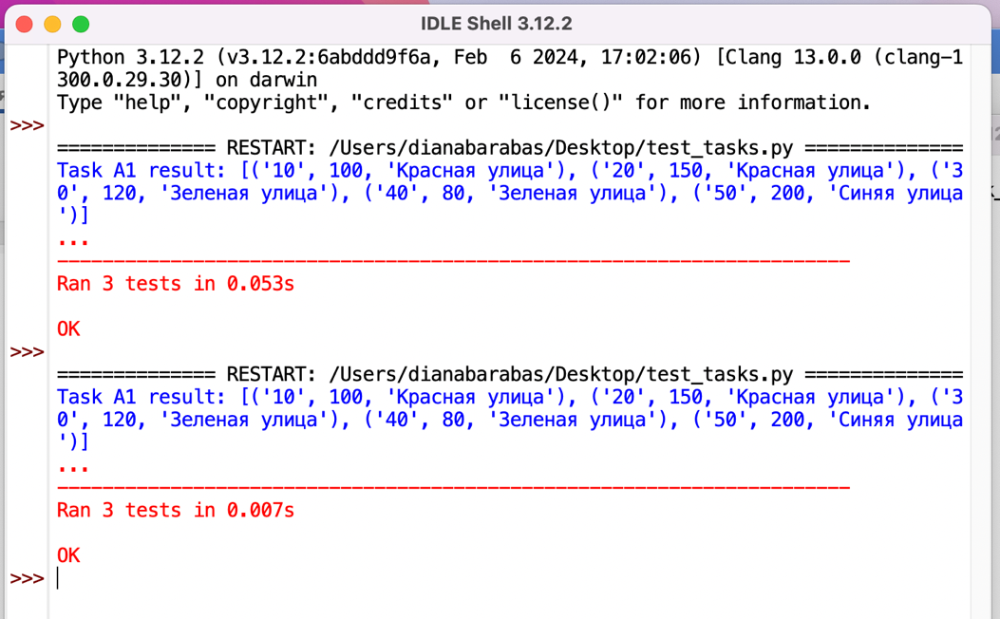 IDLE Shell 3.12.2
Python 3.12.2 (v3.12.2:6abddd9f6a, Feb  6 2024, 17:02:06) [Clang 13.0.0 (clang-1
300.0.29.30)] on darwin
Type "help", "copyright", "credits" or "license()" for more information.
>>>
============== RESTART: /Users/dianabarabas/Desktop/test_tasks.py ==============
Task A1 result: [('10', 100, 'Красная улица'), ('20', 150, 'Красная улица'), ('3
0', 120, 'Зеленая улица'), ('40', 80, 'Зеленая улица'), ('50', 200, 'Синяя улица
')]
...
----------------------------------------------------------------------
Ran 3 tests in 0.053s
OK
>>>
============== RESTART: /Users/dianabarabas/Desktop/test_tasks.py ==============
Task A1 result: [('10', 100, 'Красная улица'), ('20', 150, 'Красная улица'), ('3
0', 120, 'Зеленая улица'), ('40', 80, 'Зеленая улица'), ('50', 200, 'Синяя улица
')]
...
----------------------------------------------------------------------
Ran 3 tests in 0.007s
OK
>>>